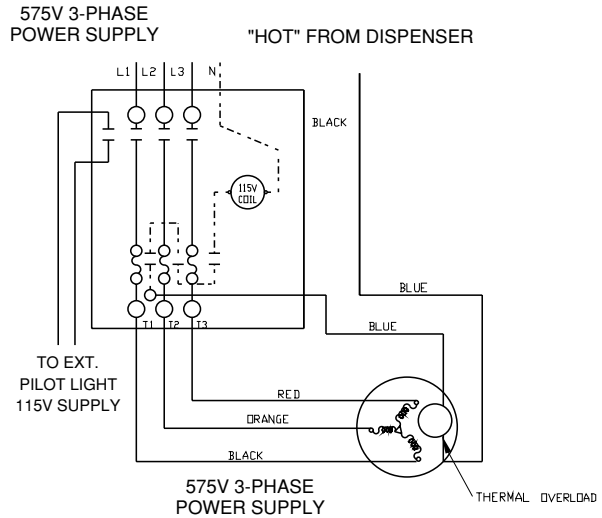 575V 3-PHASE
POWER SUPPLY
"HOT" FROM DISPENSER
L1 L2 L3 N
BLACK
115V
COIL
BLUE
T1 T2 T3
BLUE
TO EXT.
PILOT LIGHT
115V SUPPLY
RED
ORANGE
BLACK
575V 3-PHASE
POWER SUPPLY
THERMAL OVERLOAD